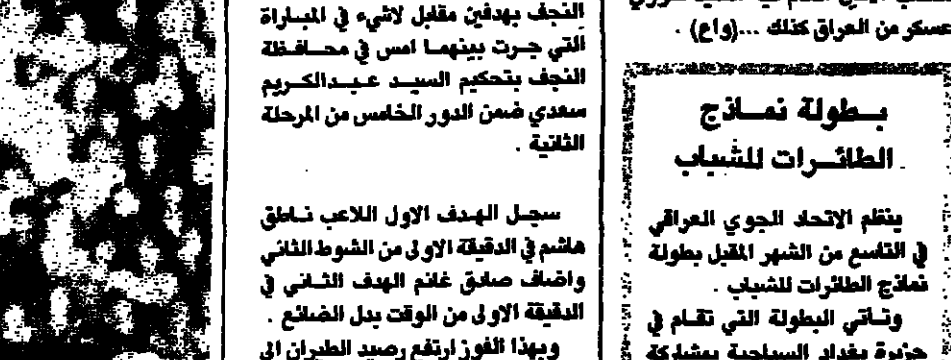 عسكر من العراق كذلك ...(واع) .
بطولة نماذج
الطائرات للشباب
ينظم الاتحاد الجوي العراقي
في التاسع من الشهر المقبل بطولة
نماذج الطائرات للشباب .
وتأتي البطولة التي تقام في
جزيرة بغداد السياحية بمشاركة
النجف بهدفين مقابل لاشيء في المباراة
التي جرت بينهما امس في محافظة
النجف بتحكيم السيد عبدالكريم
سعدي ضمن الدور الخامس من المرحلة
الثانية .
سجل الهدف الاول اللاعب ناطق
هاشم في الدقيقة الاولى من الشوط الثاني
واضاف صادق غانم الهدف الثاني في
الدقيقة الاولى من الوقت بدل الضائع .
وبهذا الفوز ارتفع رصيد الطيران الى